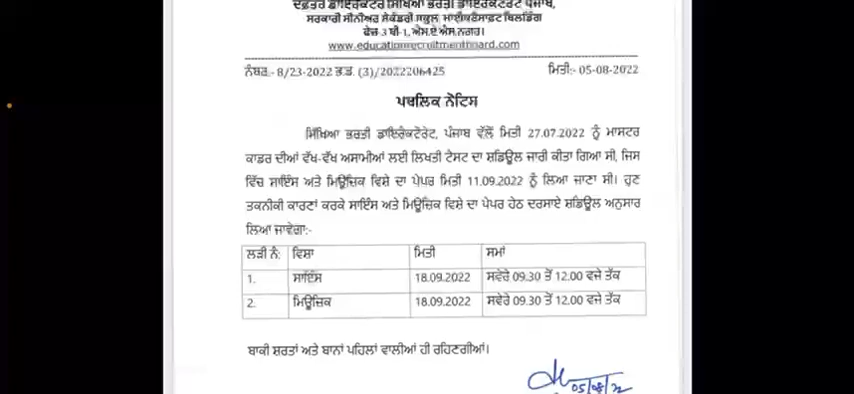 ਦਫਤਰ ਡਾਇਰੈਕਟਰ ਸਿੱਖਿਆ ਭਰਤੀ ਡਾਇਰੈਕਟੋਰੇਟ ਪੰਜਾਬ,
ਸਰਕਾਰੀ ਸੀਨੀਅਰ ਸੈਕੰਡਰੀ ਸਕੂਲ ਮਾਈਕਰੋਸਾਫਟ ਬਿਲਡਿੰਗ
ਫੇਜ਼-3 ਬੀ-1, ਐਸ.ਏ.ਐਸ.ਨਗਰ।
www.educationrecruitmentboard.com
ਨੰਬਰ:- 8/23-2022 ਭ.ਡ. (3)/2022206425 ਮਿਤੀ:- 05-08-2022
ਪਬਲਿਕ ਨੋਟਿਸ
ਸਿੱਖਿਆ ਭਰਤੀ ਡਾਇਰੈਕਟੋਰੇਟ, ਪੰਜਾਬ ਵੱਲੋਂ ਮਿਤੀ 27.07.2022 ਨੂੰ ਮਾਸਟਰ
ਕਾਡਰ ਦੀਆਂ ਵੱਖ-ਵੱਖ ਅਸਾਮੀਆਂ ਲਈ ਲਿਖਤੀ ਟੈਸਟ ਦਾ ਸ਼ਡਿਊਲ ਜਾਰੀ ਕੀਤਾ ਗਿਆ ਸੀ, ਜਿਸ
ਵਿੱਚ ਸਾਇੰਸ ਅਤੇ ਮਿਊਜ਼ਿਕ ਵਿਸ਼ੇ ਦਾ ਪੇਪਰ ਮਿਤੀ 11.09.2022 ਨੂੰ ਲਿਆ ਜਾਣਾ ਸੀ। ਹੁਣ
ਤਕਨੀਕੀ ਕਾਰਣਾਂ ਕਰਕੇ ਸਾਇੰਸ ਅਤੇ ਮਿਊਜ਼ਿਕ ਵਿਸ਼ੇ ਦਾ ਪੇਪਰ ਹੇਠ ਦਰਸਾਏ ਸ਼ਡਿਊਲ ਅਨੁਸਾਰ
ਲਿਆ ਜਾਵੇਗਾ:-
ਲੜੀ ਨੰ: ਵਿਸ਼ਾ ਮਿਤੀ ਸਮਾਂ
1. ਸਾਇੰਸ 18.09.2022 ਸਵੇਰੇ 09.30 ਤੋਂ 12.00 ਵਜੇ ਤੱਕ
2. ਮਿਊਜ਼ਿਕ 18.09.2022 ਸਵੇਰੇ 09.30 ਤੋਂ 12.00 ਵਜੇ ਤੱਕ
ਬਾਕੀ ਸ਼ਰਤਾਂ ਅਤੇ ਬਾਨਾਂ ਪਹਿਲਾਂ ਵਾਲੀਆਂ ਹੀ ਰਹਿਣਗੀਆਂ।
05/08/22